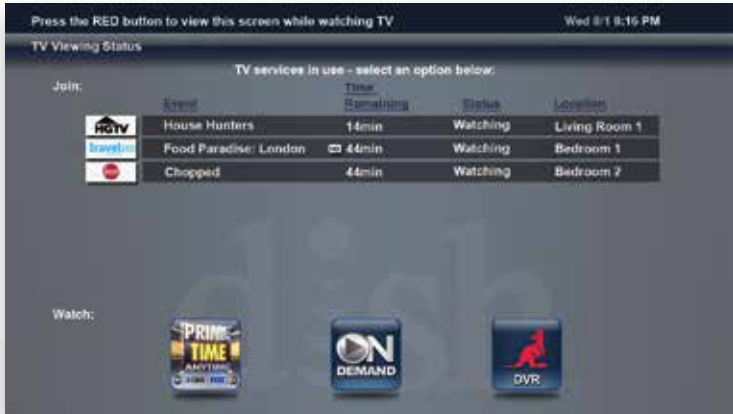 Press the RED button to view this screen while watching TV Wed 8/1 8:16 PM
TV Viewing Status
TV services in use - select an option below:
Join:
Event Time Remaining Status Location
HGTV House Hunters 14min Watching Living Room 1
travel Food Paradise: London HD 44min Watching Bedroom 1
Chopped 44min Watching Bedroom 2
dish
Watch:
PRIME TIME ANYTIME
ON DEMAND
DVR